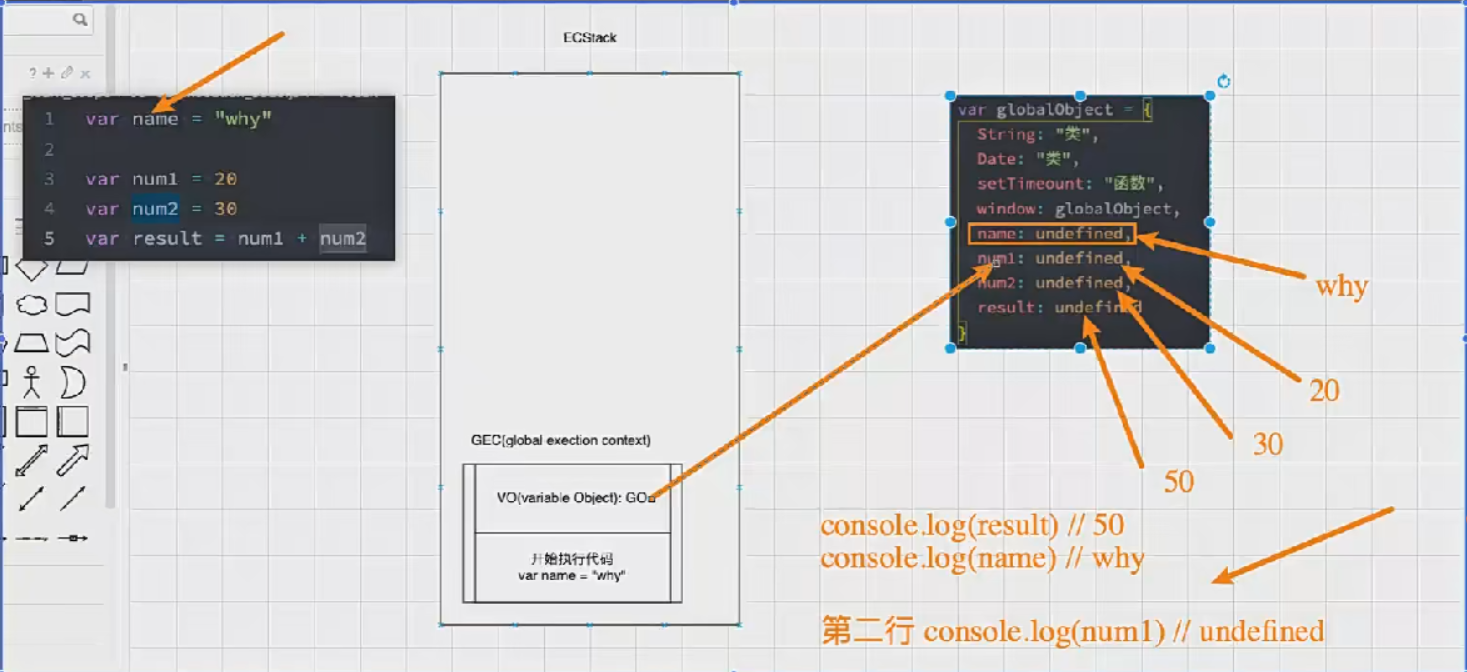 ECStack
? + x
nts
1 var name = "why"
2
3 var num1 = 20
4 var num2 = 30
5 var result = num1 + num2
var globalObject = {
String: "类",
Date: "类",
setTimeount: "函数",
window: globalObject,
name: undefined,
num1: undefined,
num2: undefined,
result: undefined
}
why
20
30
50
GEC(global exection context)
VO(variable Object): GO
开始执行代码
var name = "why"
console.log(result) // 50
console.log(name) // why
第二行 console.log(num1) // undefined